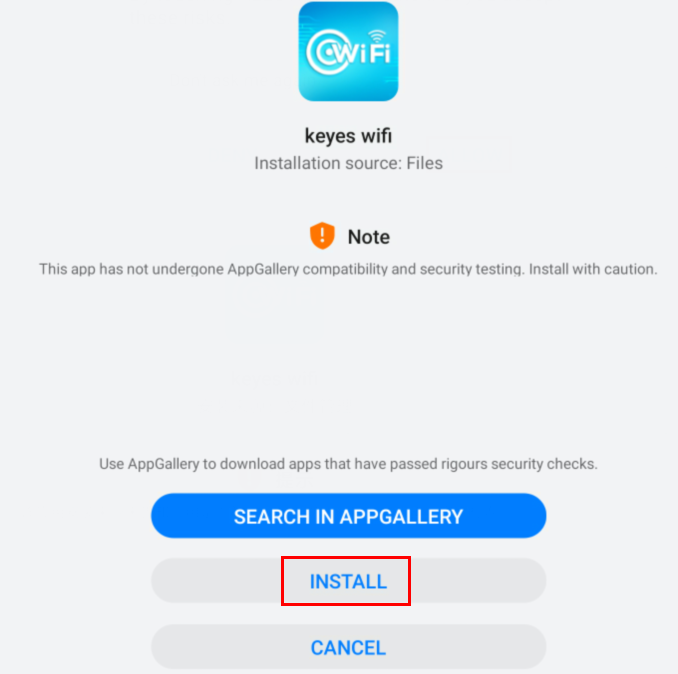 WiFi
keyes wifi
Installation source: Files
Note
This app has not undergone AppGallery compatibility and security testing. Install with caution.
Use AppGallery to download apps that have passed rigours security checks.
SEARCH IN APPGALLERY
INSTALL
CANCEL